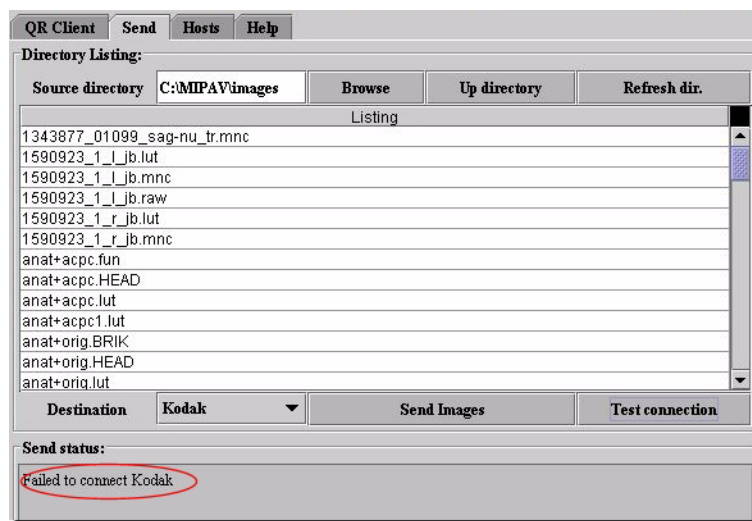 QR Client Send Hosts Help
Directory Listing:
Source directory C:\MIPAV\images Browse Up directory Refresh dir.
Listing
1343877_01099_sag-nu_tr.mnc
1590923_1_l_jb.lut
1590923_1_l_jb.mnc
1590923_1_l_jb.raw
1590923_1_r_jb.lut
1590923_1_r_jb.mnc
anat+acpc.fun
anat+acpc.HEAD
anat+acpc.lut
anat+acpc1.lut
anat+orig.BRIK
anat+orig.HEAD
anat+orig.lut
Destination Kodak Send Images Test connection
Send status:
Failed to connect Kodak